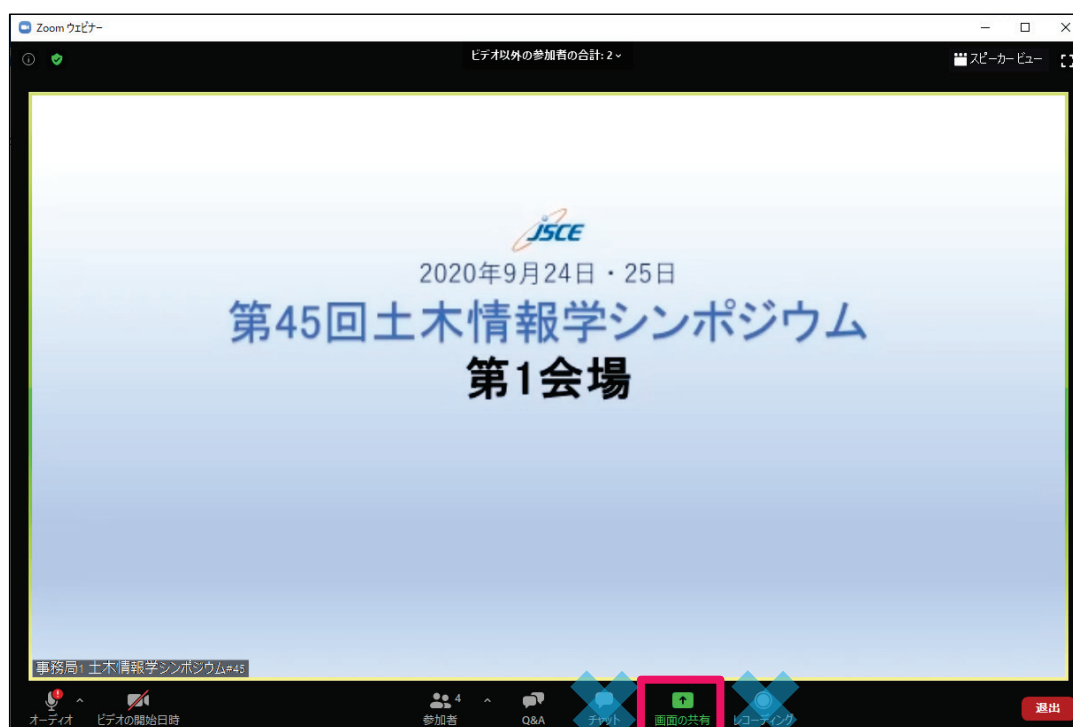 Zoom ウェビナー
ビデオ以外の参加者の合計: 2
スピーカービュー
JSCE
2020年9月24日・25日
第45回土木情報学シンポジウム
第1会場
事務局1 土木情報学シンポジウム#45
オーディオ ビデオの開始日時 参加者 4 Q&A チャット 画面の共有 レコーディング 退出